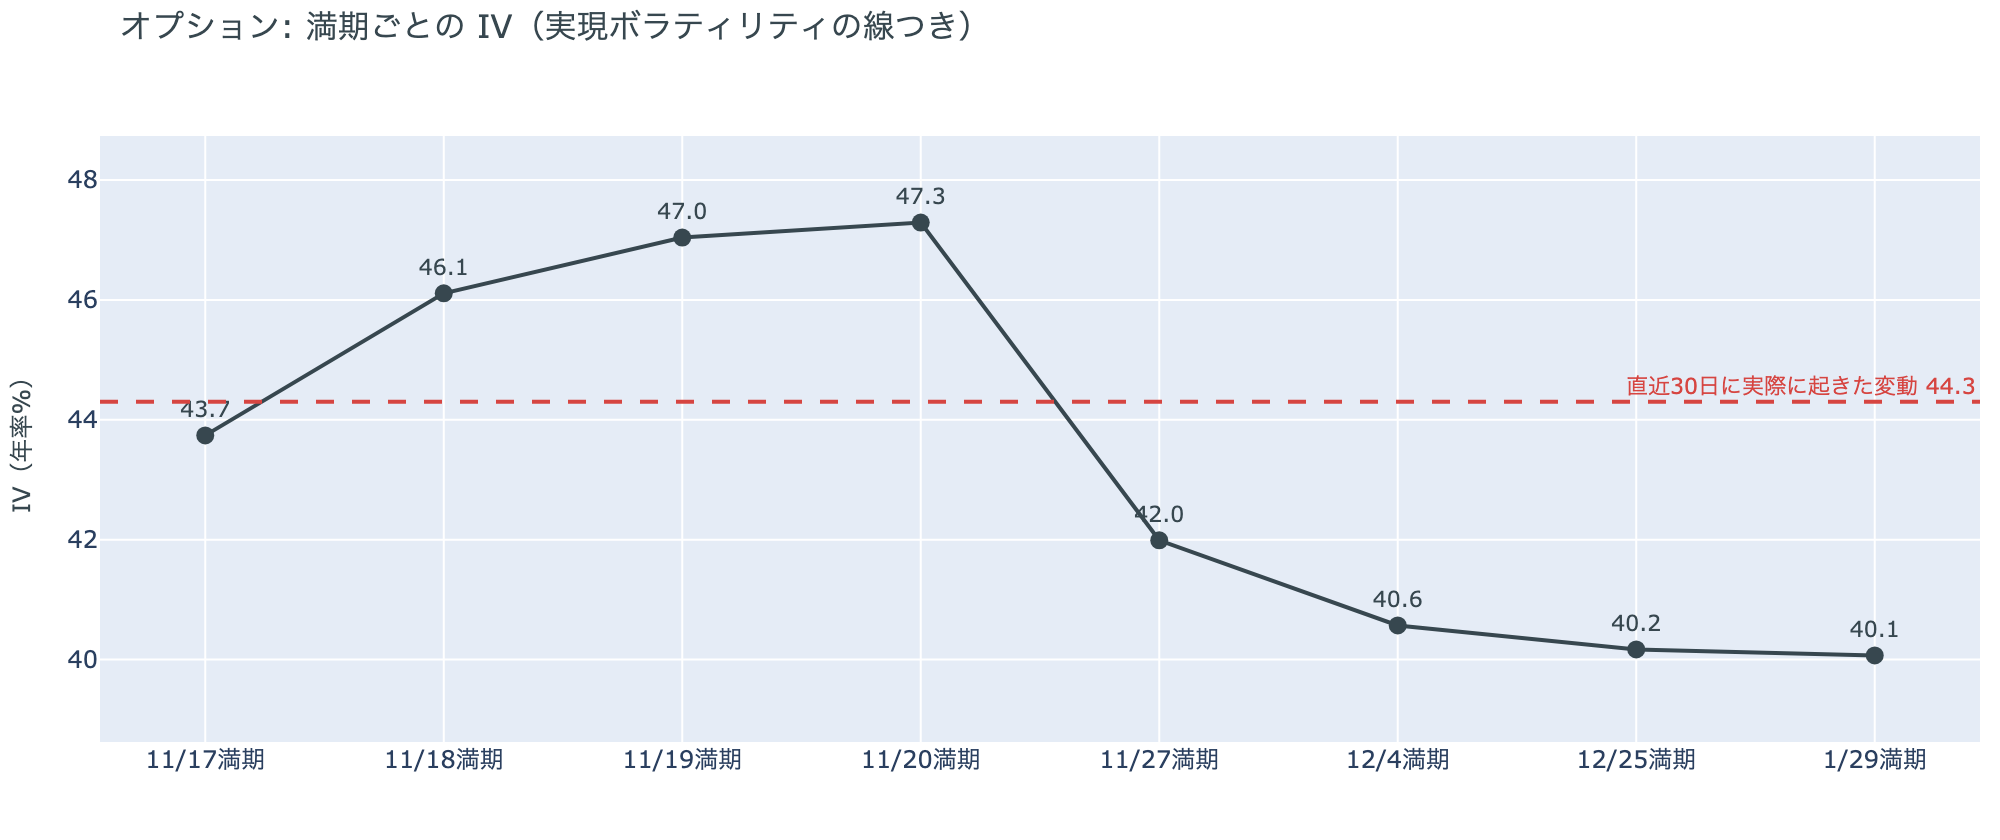 オプション: 満期ごとの IV（実現ボラティリティの線つき）
IV（年率%）
48
46
44
42
40
43.7
46.1
47.0
47.3
42.0
40.6
40.2
40.1
直近30日に実際に起きた変動 44.3
11/17満期
11/18満期
11/19満期
11/20満期
11/27満期
12/4満期
12/25満期
1/29満期